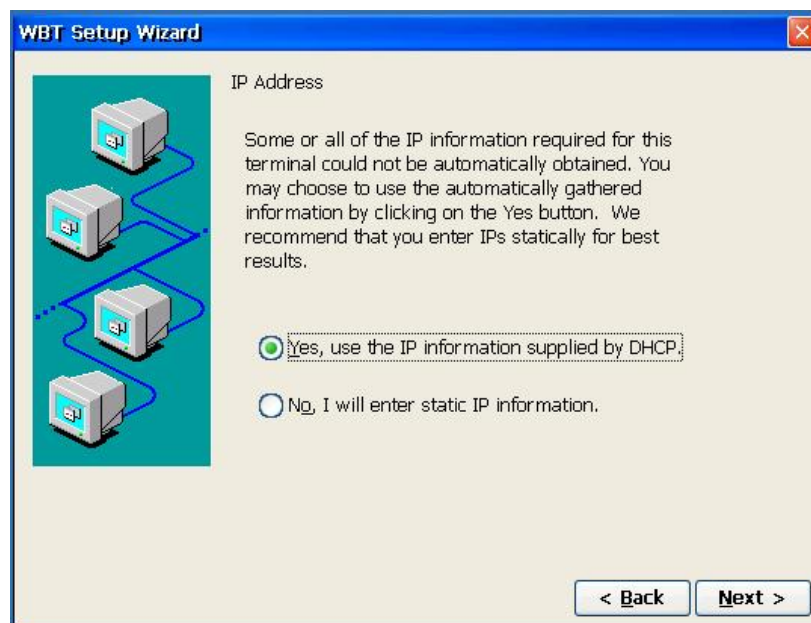 WBT Setup Wizard
IP Address
Some or all of the IP information required for this
terminal could not be automatically obtained. You
may choose to use the automatically gathered
information by clicking on the Yes button. We
recommend that you enter IPs statically for best
results.
Yes, use the IP information supplied by DHCP.
No, I will enter static IP information.
< Back
Next >